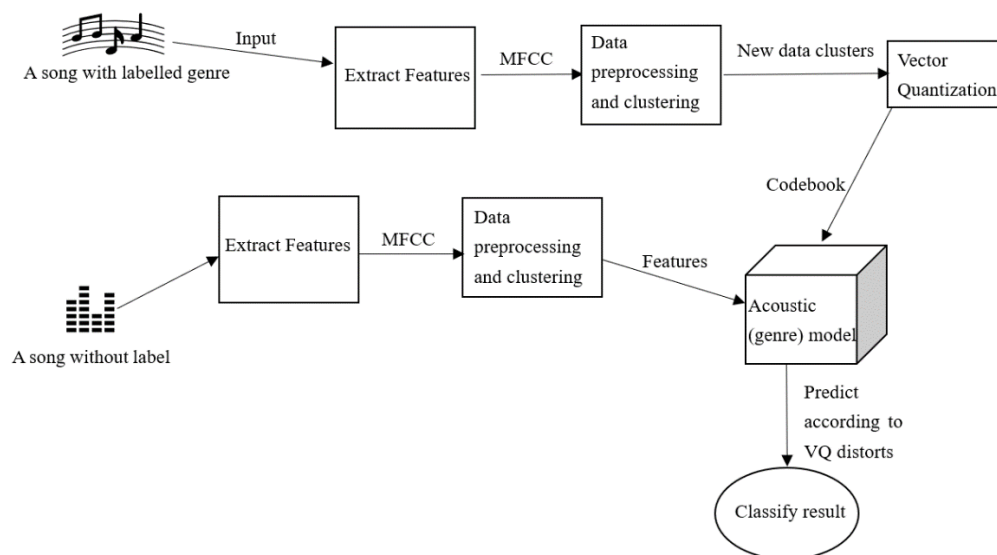 Input
A song with labelled genre
Extract Features
MFCC
Data
preprocessing
and clustering
New data clusters
Vector
Quantization
Codebook
A song without label
Extract Features
MFCC
Data
preprocessing
and clustering
Features
Acoustic
(genre) model
Predict
according to
VQ distorts
Classify result